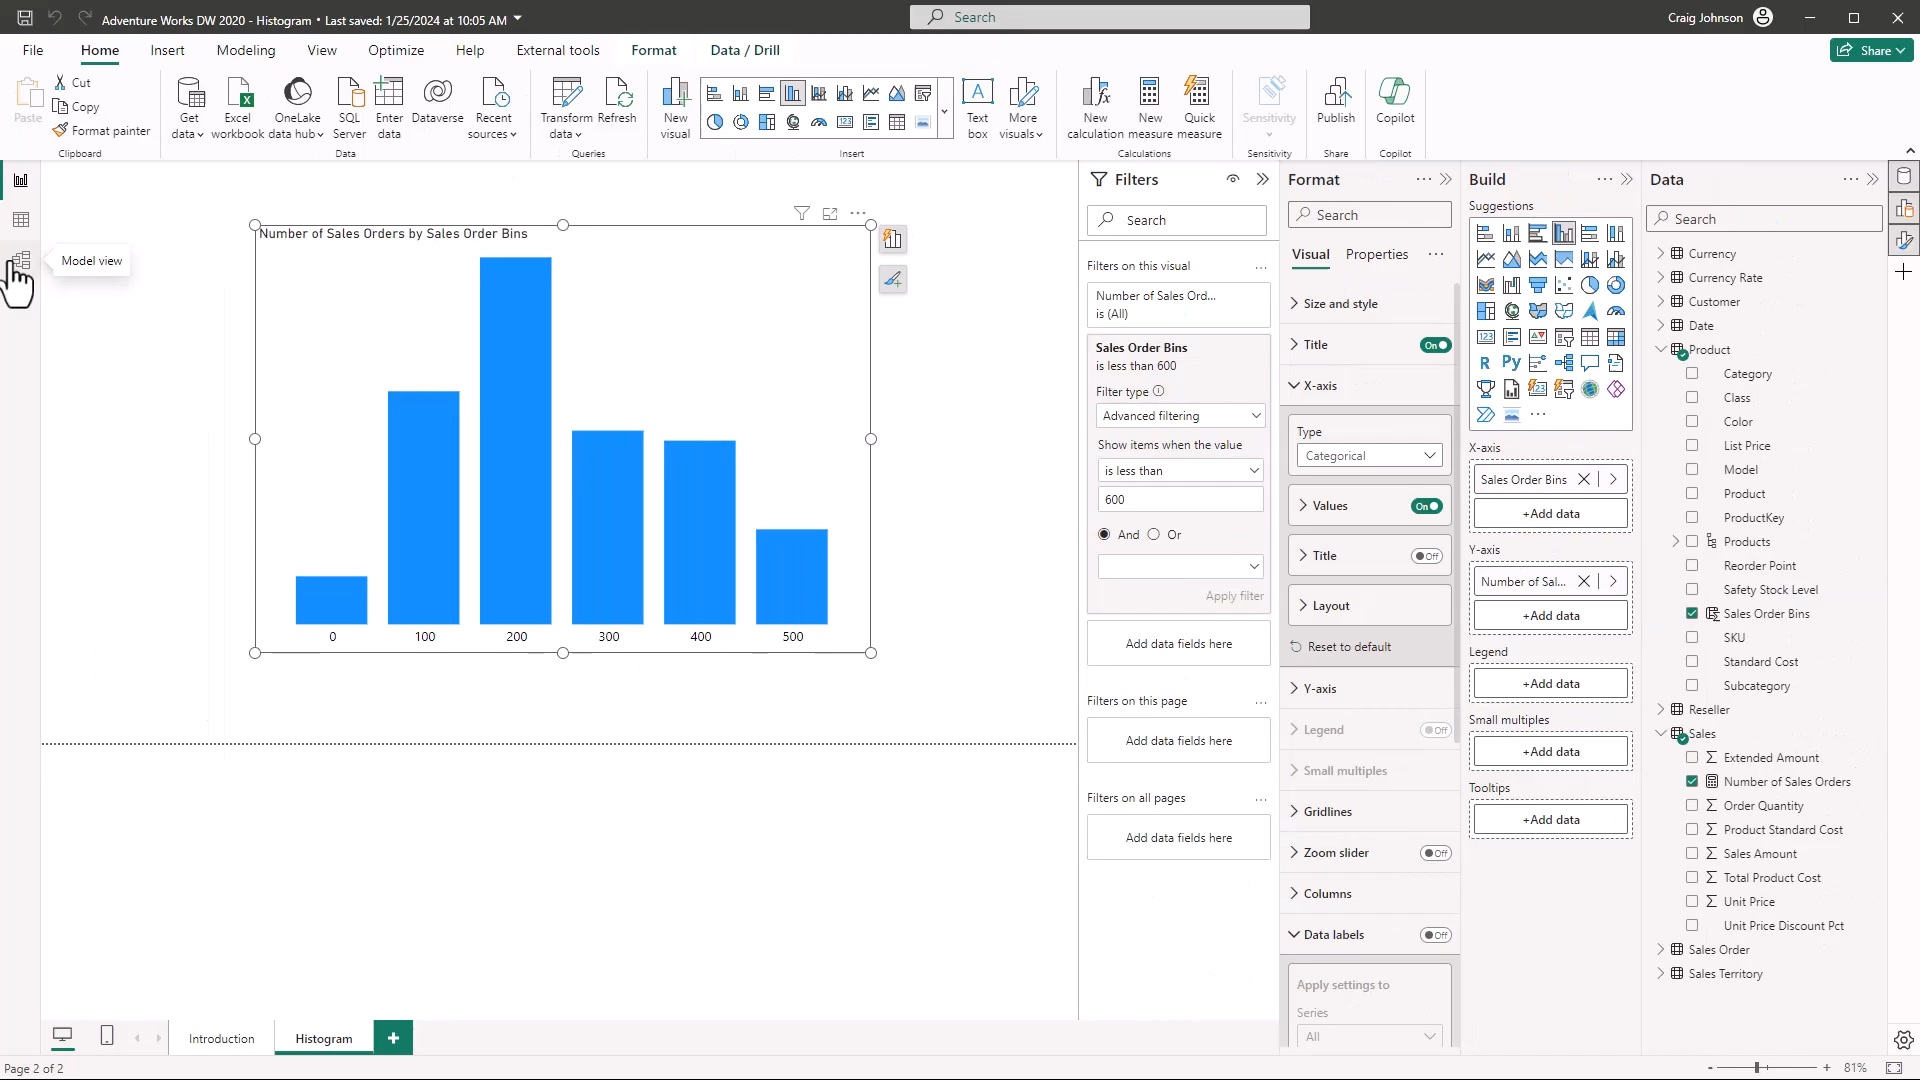 Adventure Works DW 2020 - Histogram • Last saved: 1/25/2024 at 10:05 AM
Search
Craig Johnson
File
Home
Insert
Modeling
View
Optimize
Help
External tools
Format
Data / Drill
Share
Paste
Cut
Copy
Format painter
Clipboard
Get data
Excel workbook
OneLake data hub
SQL Server
Enter data
Dataverse
Recent sources
Data
Transform data
Refresh
Queries
New visual
Text box
More visuals
Insert
New calculation
New measure
Quick measure
Calculations
Sensitivity
Sensitivity
Publish
Share
Copilot
Copilot
Model view
Number of Sales Orders by Sales Order Bins
0
100
200
300
400
500
Filters
Search
Filters on this visual
Number of Sales Ord...
is (All)
Sales Order Bins
is less than 600
Filter type
Advanced filtering
Show items when the value
is less than
600
And
Or
Apply filter
Add data fields here
Filters on this page
Add data fields here
Filters on all pages
Add data fields here
Format
Search
Visual
Properties
Size and style
Title
On
X-axis
Type
Categorical
Values
On
Title
Off
Layout
Reset to default
Y-axis
Legend
Off
Small multiples
Gridlines
Zoom slider
Off
Columns
Data labels
Off
Apply settings to
Series
All
Build
Suggestions
R
Py
X-axis
Sales Order Bins
+Add data
Y-axis
Number of Sal...
+Add data
Legend
+Add data
Small multiples
+Add data
Tooltips
+Add data
Data
Search
Currency
Currency Rate
Customer
Date
Product
Category
Class
Color
List Price
Model
Product
ProductKey
Products
Reorder Point
Safety Stock Level
Sales Order Bins
SKU
Standard Cost
Subcategory
Reseller
Sales
Extended Amount
Number of Sales Orders
Order Quantity
Product Standard Cost
Sales Amount
Total Product Cost
Unit Price
Unit Price Discount Pct
Sales Order
Sales Territory
Introduction
Histogram
Page 2 of 2
81%